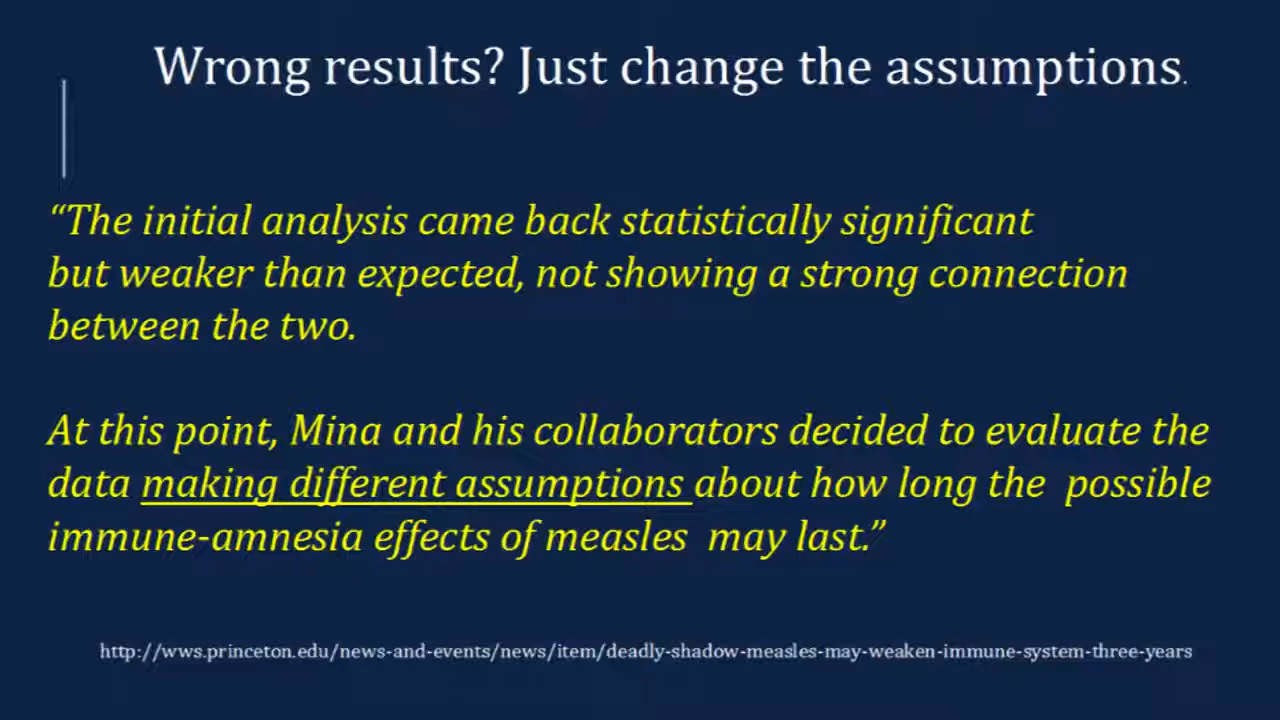 Wrong results? Just change the assumptions.
“The initial analysis came back statistically significant
but weaker than expected, not showing a strong connection
between the two.
At this point, Mina and his collaborators decided to evaluate the
data making different assumptions about how long the possible
immune-amnesia effects of measles may last.”
http://wws.princeton.edu/news-and-events/news/item/deadly-shadow-measles-may-weaken-immune-system-three-years